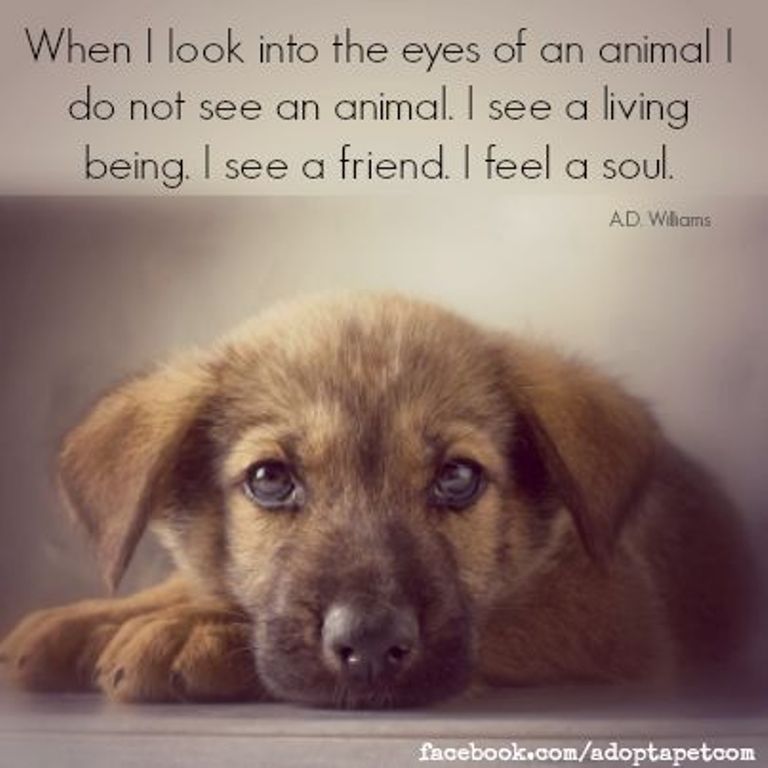 When I look into the eyes of an animal I
do not see an animal. I see a living
being. I see a friend. I feel a soul.
A.D. Williams
facebook.com/adoptapetcom